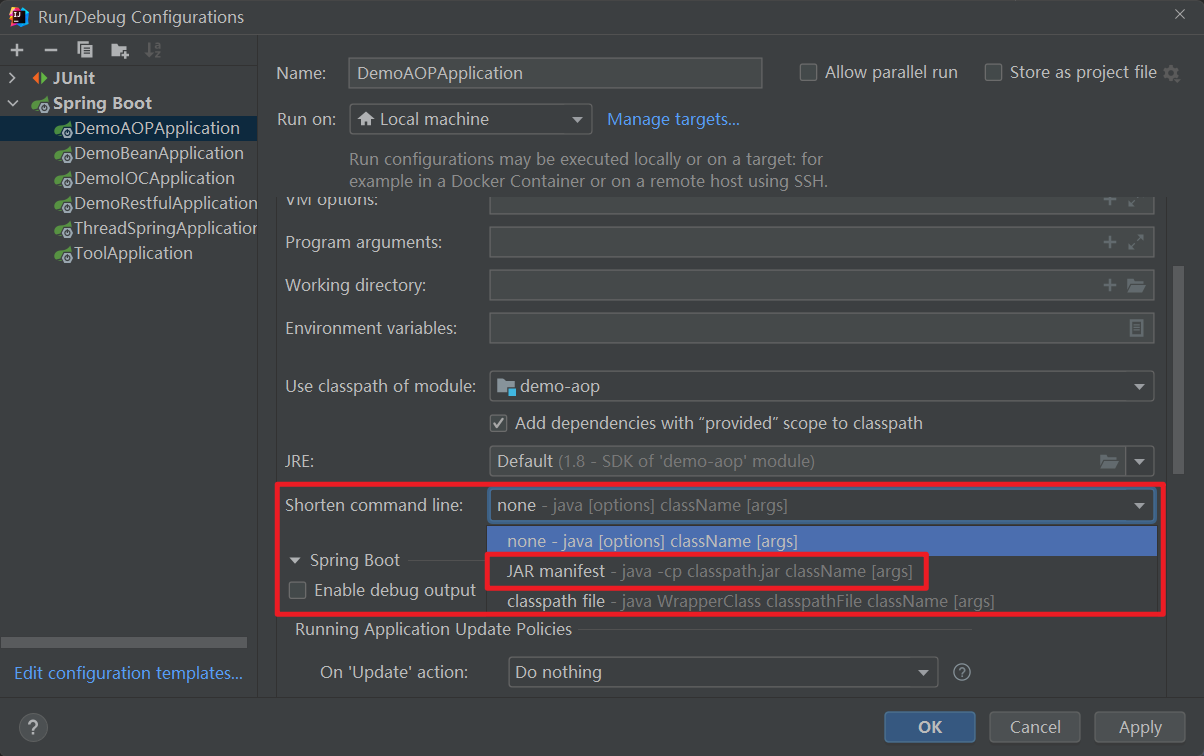 Run/Debug Configurations
JUnit
Spring Boot
DemoAOPApplication
DemoBeanApplication
DemoIOCApplication
DemoRestfulApplication
ThreadSpringApplication
ToolApplication
Edit configuration templates...
Name: DemoAOPApplication Allow parallel run Store as project file
Run on: Local machine Manage targets...
Run configurations may be executed locally or on a target: for
example in a Docker Container or on a remote host using SSH.
VM options:
Program arguments:
Working directory:
Environment variables:
Use classpath of module: demo-aop
Add dependencies with “provided” scope to classpath
JRE: Default (1.8 - SDK of 'demo-aop' module)
Shorten command line: none - java [options] className [args]
none - java [options] className [args]
Spring Boot
JAR manifest - java -cp classpath.jar className [args]
Enable debug output
classpath file - java WrapperClass classpathFile className [args]
Running Application Update Policies
On 'Update' action: Do nothing ?
? OK Cancel Apply